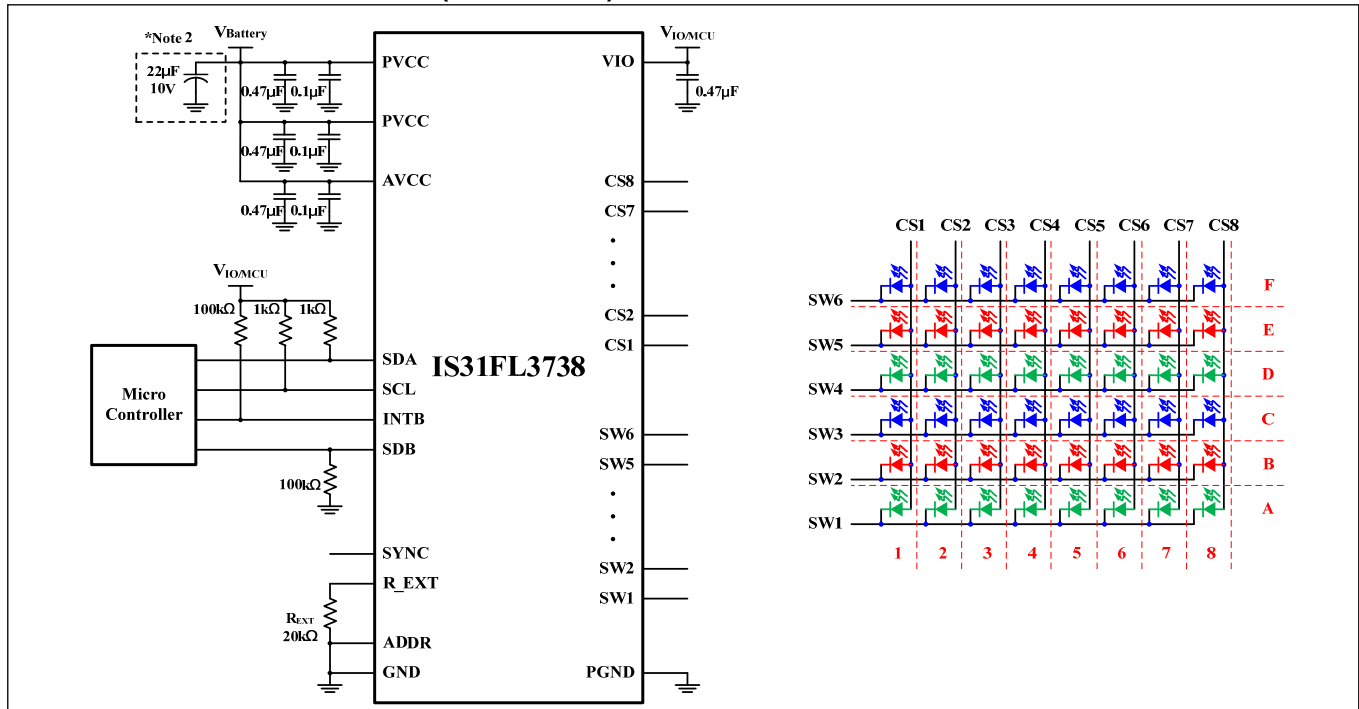 *Note 2
VBattery
22µF
10V
0.47µF
0.1µF
0.47µF
0.1µF
0.47µF
0.1µF
PVCC
PVCC
AVCC
VIO/MCU
100kΩ
1kΩ
1kΩ
Micro
Controller
SDA
SCL
INTB
SDB
100kΩ
SYNC
R_EXT
REXT
20kΩ
ADDR
GND
IS31FL3738
VIO
VIO/MCU
0.47µF
CS8
CS7
CS2
CS1
SW6
SW5
SW2
SW1
PGND
CS1 CS2 CS3 CS4 CS5 CS6 CS7 CS8
SW6 F
SW5 E
SW4 D
SW3 C
SW2 B
SW1 A
1 2 3 4 5 6 7 8